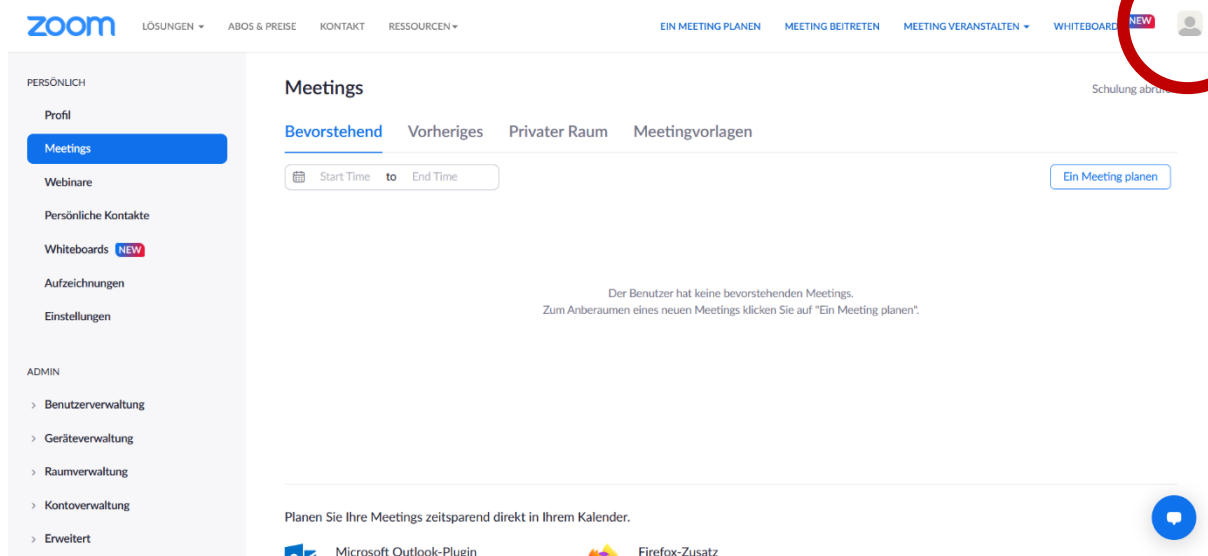 zoom LÖSUNGEN ABOS & PREISE KONTAKT RESSOURCEN EIN MEETING PLANEN MEETING BEITRETEN MEETING VERANSTALTEN WHITEBOARD NEW
PERSÖNLICH
Profil
Meetings
Webinare
Persönliche Kontakte
Whiteboards NEW
Aufzeichnungen
Einstellungen
ADMIN
Benutzerverwaltung
Geräteverwaltung
Raumverwaltung
Kontoverwaltung
Erweitert
Meetings
Schulung
Bevorstehend Vorheriges Privater Raum Meetingvorlagen
Start Time to End Time
Ein Meeting planen
Der Benutzer hat keine bevorstehenden Meetings.
Zum Anberaumen eines neuen Meetings klicken Sie auf "Ein Meeting planen".
Planen Sie Ihre Meetings zeitsparend direkt in Ihrem Kalender.
Microsoft Outlook-Plugin
Firefox-Zusatz